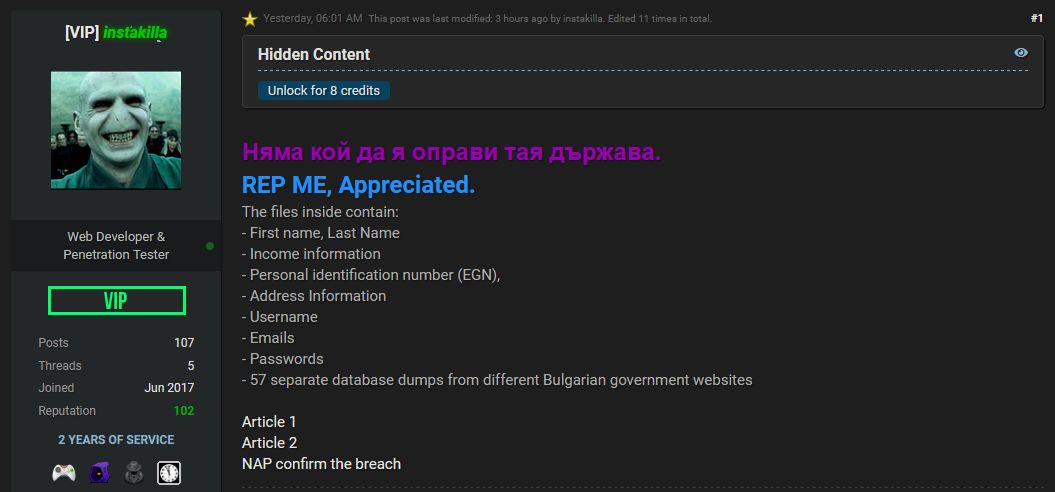 [VIP] instakilla
Web Developer &
Penetration Tester
VIP
Posts 107
Threads 5
Joined Jun 2017
Reputation 102
2 YEARS OF SERVICE
Yesterday, 06:01 AM This post was last modified: 3 hours ago by instakilla. Edited 11 times in total. #1
Hidden Content
Unlock for 8 credits
Няма кой да я оправи тая държава.
REP ME, Appreciated.
The files inside contain:
- First name, Last Name
- Income information
- Personal identification number (EGN),
- Address Information
- Username
- Emails
- Passwords
- 57 separate database dumps from different Bulgarian government websites
Article 1
Article 2
NAP confirm the breach